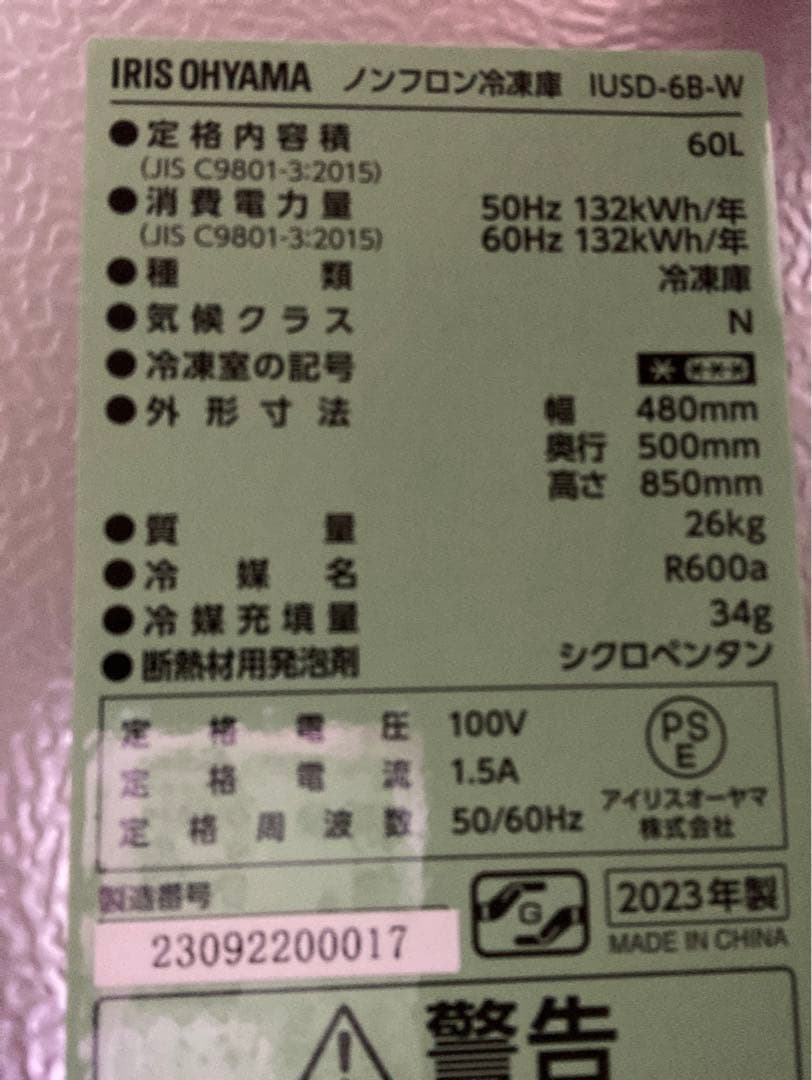 IRIS OHYAMA ノンフロン冷凍庫 IUSD-6B-W
●定格内容積 60L
(JIS C9801-3:2015)
●消費電力量 50Hz 132kWh/年
(JIS C9801-3:2015) 60Hz 132kWh/年
●種類 冷凍庫
●気候クラス N
●冷凍室の記号 * ***
●外形寸法 幅 480mm
奥行 500mm
高さ 850mm
●質量 26kg
●冷媒名 R600a
●冷媒充填量 34g
●断熱材用発泡剤 シクロペンタン
定格電圧 100V
定格電流 1.5A
定格周波数 50/60Hz
PS
E
アイリスオーヤマ
株式会社
製造番号
23092200017
G
2023年製
MADE IN CHINA
警告